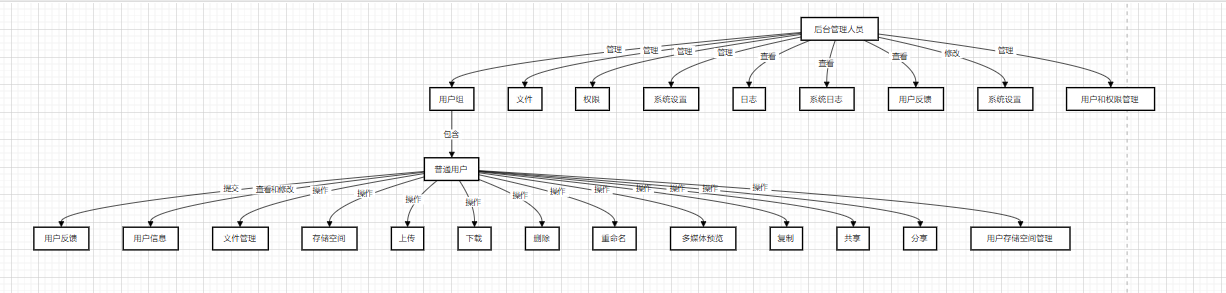 后台管理人员
管理
管理
管理
管理
查看
查看
查看
修改
管理
用户组
文件
权限
系统设置
日志
系统日志
用户反馈
系统设置
用户和权限管理
包含
普通用户
提交
查看和修改
操作
操作
操作
操作
操作
操作
操作
操作
操作
操作
操作
用户反馈
用户信息
文件管理
存储空间
上传
下载
删除
重命名
多媒体预览
复制
共享
分享
用户存储空间管理